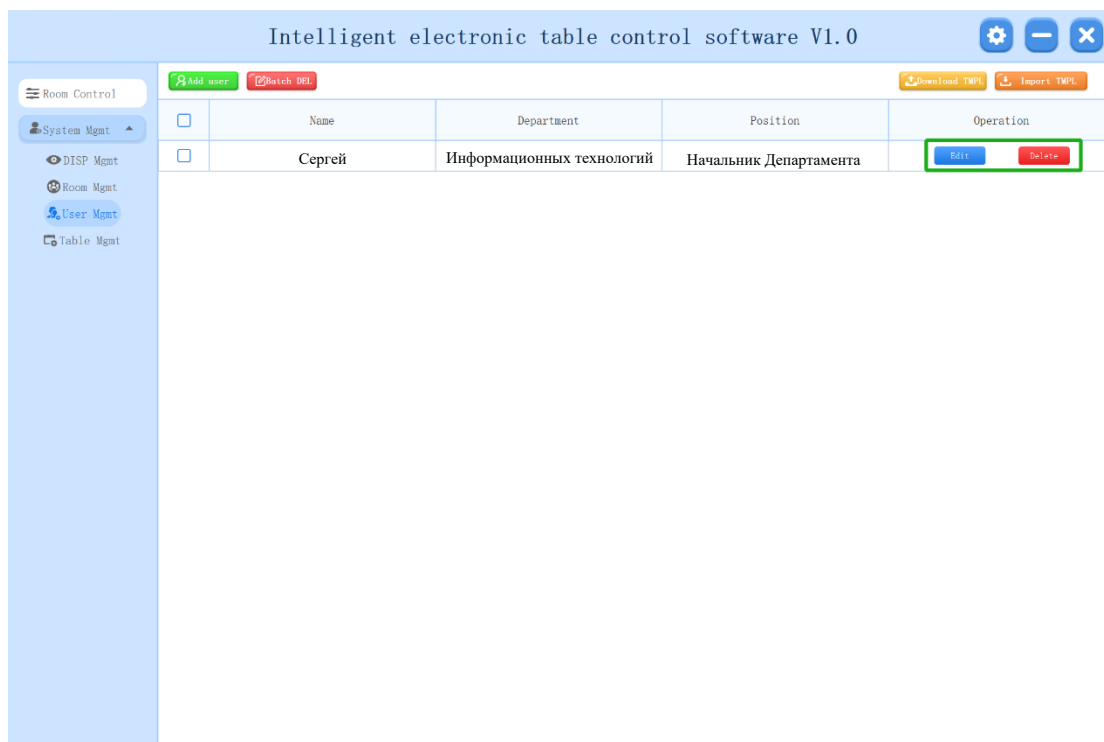 Intelligent electronic table control software V1.0
Room Control
System Mgmt
DISP Mgmt
Room Mgmt
User Mgmt
Table Mgmt
Add user Batch DEL Download TMPL Import TMPL
Name Department Position Operation
Сергей Информационных технологий Начальник Департамента Edit Delete